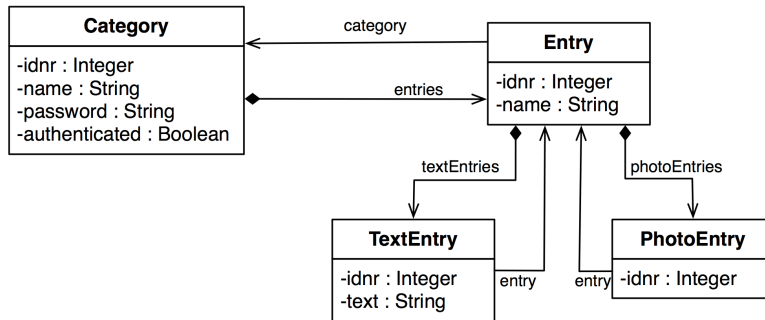 Category
-idnr : Integer
-name : String
-password : String
-authenticated : Boolean
category
entries
Entry
-idnr : Integer
-name : String
textEntries
photoEntries
TextEntry
-idnr : Integer
-text : String
entry
entry
PhotoEntry
-idnr : Integer